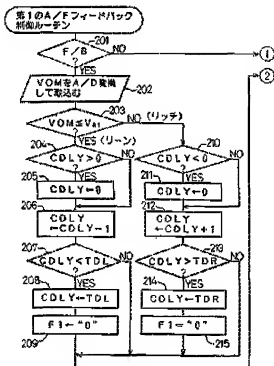 第1のA/Fフィードバック
制御ルーテン
201
F/B
?
NO
1
YES
2
VOMをA/D変換
して取込む
202
203
VOM≦VR1
?
NO (リッチ)
YES (リーン)
204
CDLY>0
?
NO
YES
205
CDLY←0
206
CDLY
←CDLY-1
207
CDLY<TDL
?
NO
YES
208
CDLY←TDL
209
F1←"0"
210
CDLY<0
?
NO
YES
211
CDLY←0
212
CDLY
←CDLY+1
213
CDLY>TDR
?
NO
YES
214
CDLY←TDR
F1←"0"
215